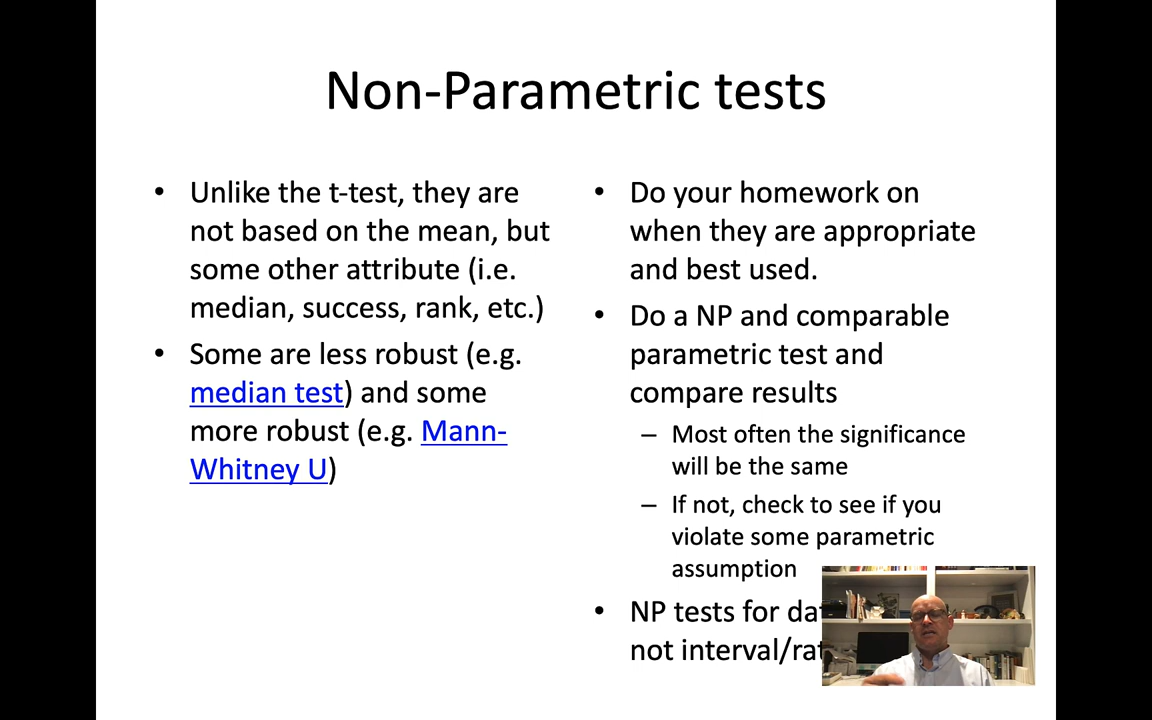 Non-Parametric tests
• Unlike the t-test, they are
not based on the mean, but
some other attribute (i.e.
median, success, rank, etc.)
• Some are less robust (e.g.
median test) and some
more robust (e.g. Mann-
Whitney U)
• Do your homework on
when they are appropriate
and best used.
• Do a NP and comparable
parametric test and
compare results
– Most often the significance
will be the same
– If not, check to see if you
violate some parametric
assumption
• NP tests for
not